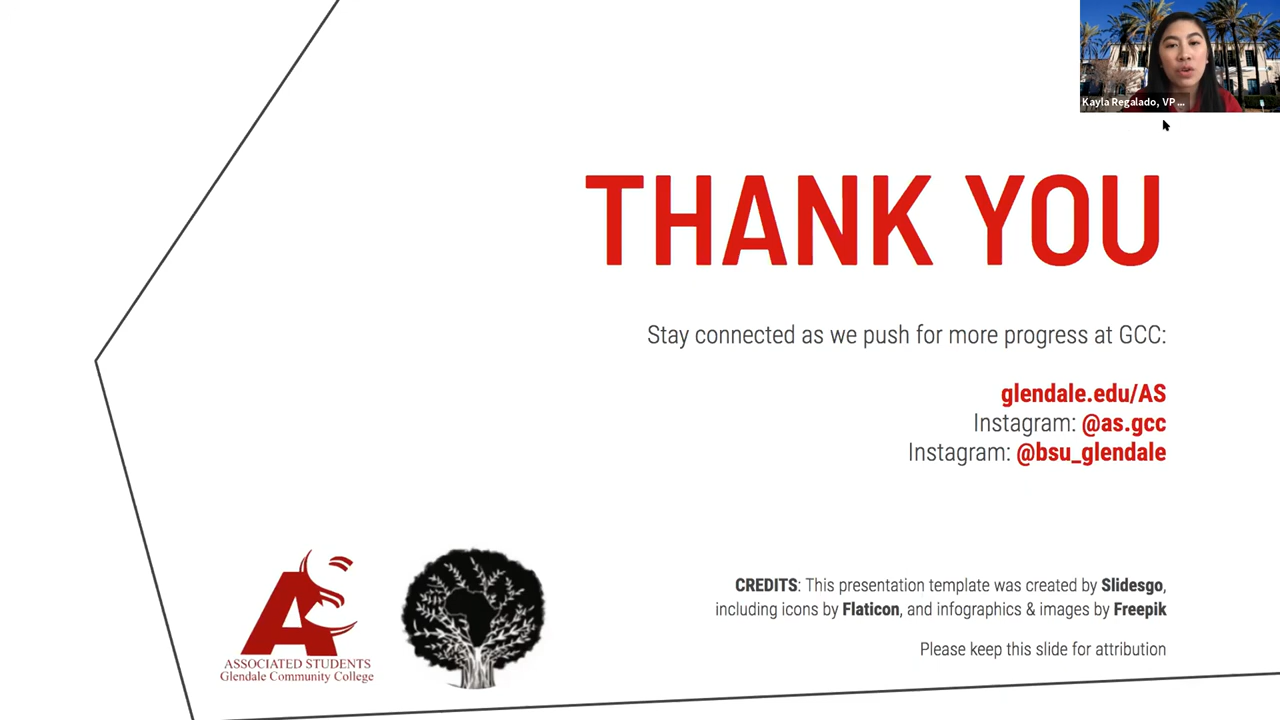 Kayla Regalado, VP ...
THANK YOU
Stay connected as we push for more progress at GCC:
glendale.edu/AS
Instagram: @as.gcc
Instagram: @bsu_glendale
CREDITS: This presentation template was created by Slidesgo,
including icons by Flaticon, and infographics & images by Freepik
Please keep this slide for attribution
AS
ASSOCIATED STUDENTS
Glendale Community College